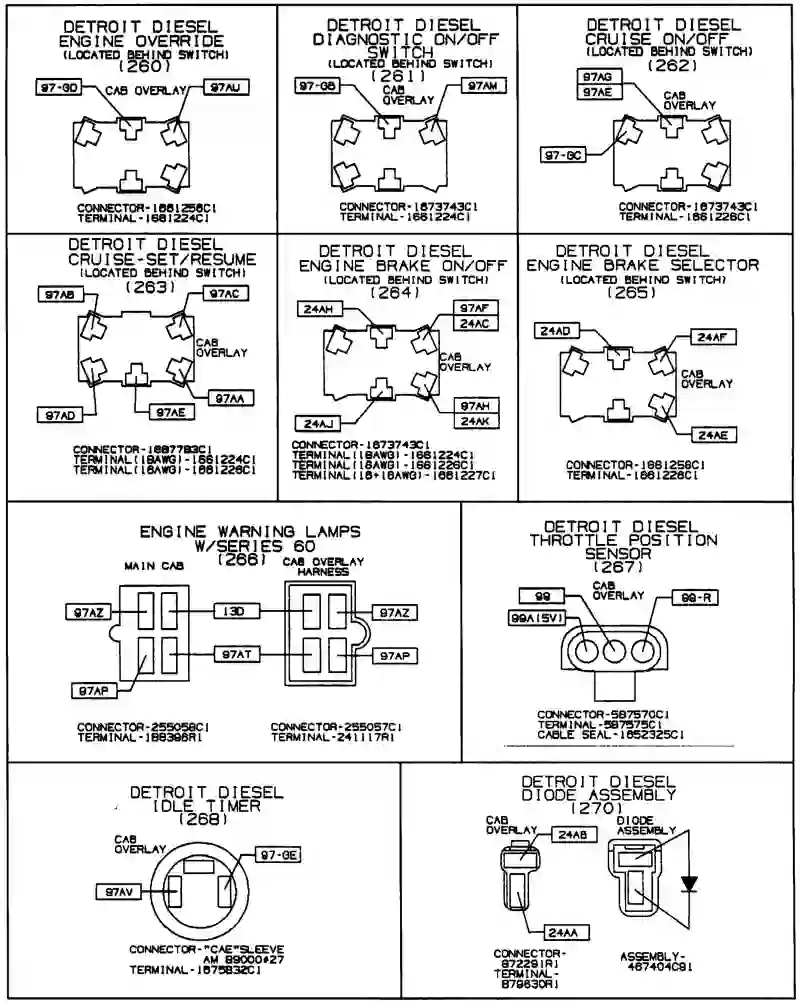 DETROIT DIESEL
ENGINE OVERRIDE
(LOCATED BEHIND SWITCH)
(260)
97-GD
CAB OVERLAY
97AU
CONNECTOR-1661256C1
TERMINAL-1661224C1
DETROIT DIESEL
DIAGNOSTIC ON/OFF
SWITCH
(LOCATED BEHIND SWITCH)
(261)
97-GB
CAB
OVERLAY
97AM
CONNECTOR-1673743C1
TERMINAL-1661224C1
DETROIT DIESEL
CRUISE ON/OFF
(LOCATED BEHIND SWITCH)
(262)
97AG
97AE
CAB
OVERLAY
97-GC
CONNECTOR-1673743C1
TERMINAL-1661226C1
DETROIT DIESEL
CRUISE-SET/RESUME
(LOCATED BEHIND SWITCH)
(263)
97AB
97AC
CAB
OVERLAY
97AD
97AE
97AA
CONNECTOR-1667793C1
TERMINAL(18AWG)-1661224C1
TERMINAL(16AWG)-1661226C1
DETROIT DIESEL
ENGINE BRAKE ON/OFF
(LOCATED BEHIND SWITCH)
(264)
24AH
97AF
24AC
CAB
OVERLAY
24AJ
97AH
24AK
CONNECTOR-1673743C1
TERMINAL(18AWG)-1661224C1
TERMINAL(16AWG)-1661226C1
TERMINAL(16+16AWG)-1661227C1
DETROIT DIESEL
ENGINE BRAKE SELECTOR
(LOCATED BEHIND SWITCH)
(265)
24AD
24AF
CAB
OVERLAY
24AE
CONNECTOR-1661256C1
TERMINAL-1661226C1
ENGINE WARNING LAMPS
W/SERIES 60
(266)
MAIN CAB
CAB OVERLAY
HARNESS
97AZ
13D
97AZ
97AT
97AP
97AP
CONNECTOR-255058C1
TERMINAL-188396R1
CONNECTOR-255057C1
TERMINAL-241117R1
DETROIT DIESEL
THROTTLE POSITION
SENSOR
(267)
CAB
OVERLAY
99
99-R
99A(5V)
CONNECTOR-587570C1
TERMINAL-587575C1
CABLE SEAL-1652325C1
DETROIT DIESEL
IDLE TIMER
(268)
CAB
OVERLAY
97-GE
97AV
CONNECTOR-"CAE"SLEEVE
AM 89000#27
TERMINAL-1675832C1
DETROIT DIESEL
DIODE ASSEMBLY
(270)
CAB
OVERLAY
24AB
DIODE
ASSEMBLY
24AA
CONNECTOR-
872291R1
TERMINAL-
879630R1
ASSEMBLY-
467404C91